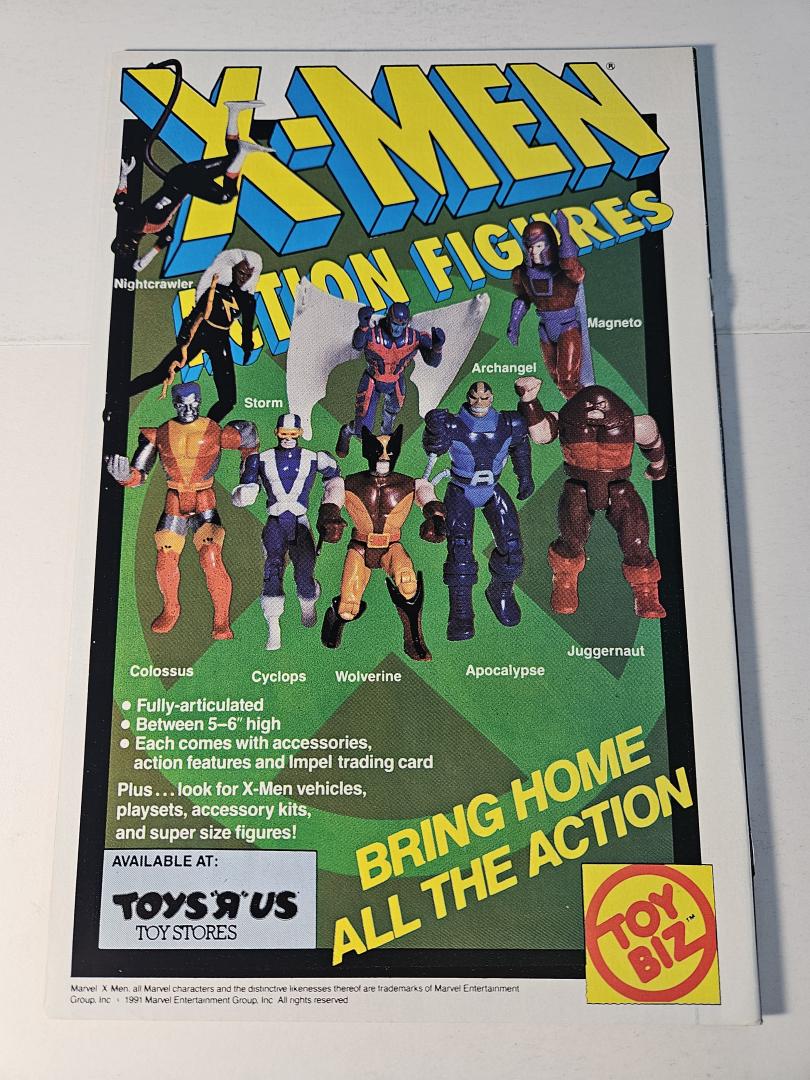 X-MEN®
ACTION FIGURES
Nightcrawler
Magneto
Archangel
Storm
Juggernaut
Colossus
Cyclops
Wolverine
Apocalypse
• Fully-articulated
• Between 5–6" high
• Each comes with accessories,
action features and Impel trading card
Plus...look for X-Men vehicles,
playsets, accessory kits,
and super size figures!
BRING HOME
ALL THE ACTION
AVAILABLE AT:
TOYS "R" US
TOY STORES
TOY
BIZ™
Marvel X Men, all Marvel characters and the distinctive likenesses thereof are trademarks of Marvel Entertainment
Group, Inc 1991 Marvel Entertainment Group, Inc All rights reserved